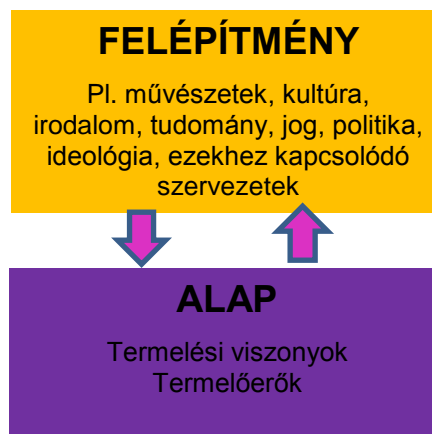 FELÉPÍTMÉNY
Pl. művészetek, kultúra,
irodalom, tudomány, jog, politika,
ideológia, ezekhez kapcsolódó
szervezetek
ALAP
Termelési viszonyok
Termelőerők